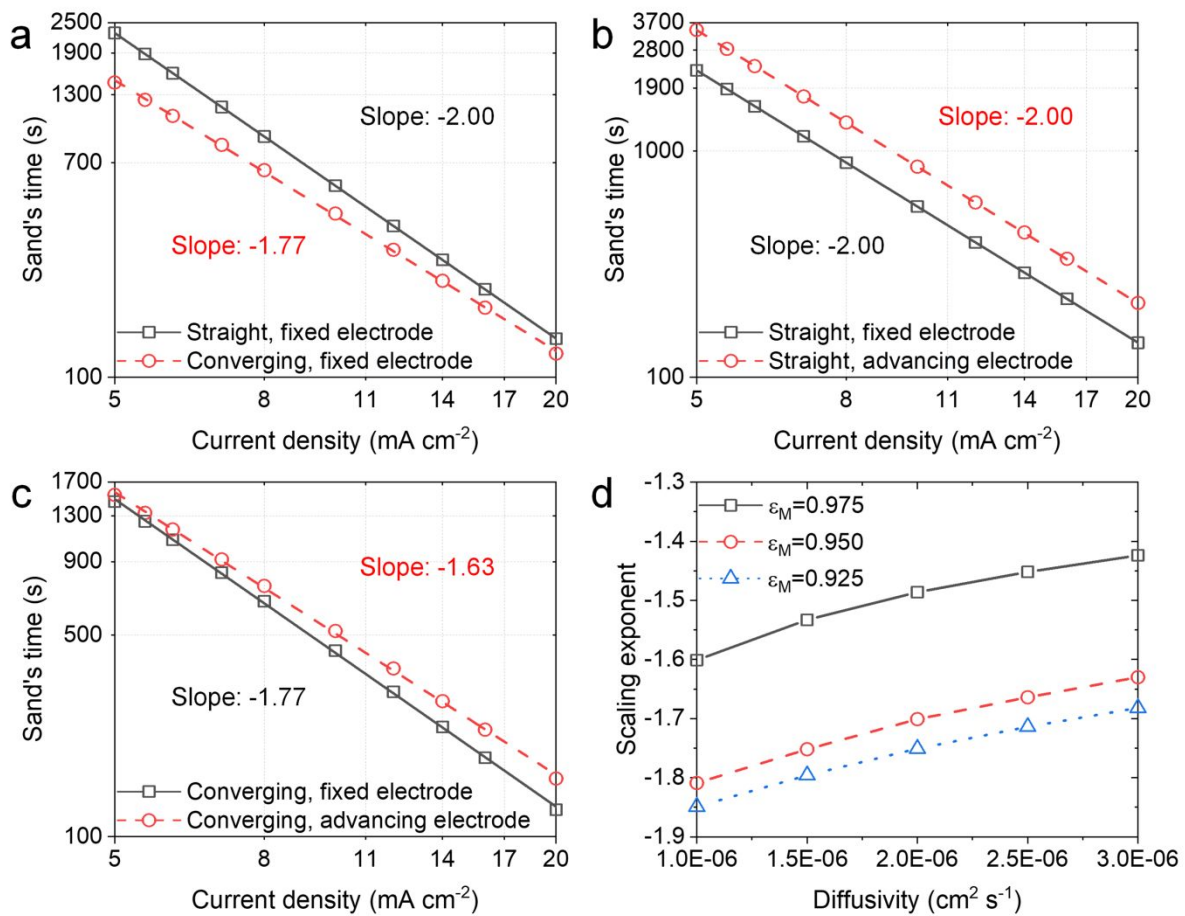 a
2500
1900
1300
700
100
Sand's time (s)
Slope: -2.00
Slope: -1.77
Straight, fixed electrode
Converging, fixed electrode
5 8 11 14 17 20
Current density (mA cm⁻²)
b
3700
2800
1900
1000
100
Sand's time (s)
Slope: -2.00
Slope: -2.00
Straight, fixed electrode
Straight, advancing electrode
5 8 11 14 17 20
Current density (mA cm⁻²)
c
1700
1300
900
500
100
Sand's time (s)
Slope: -1.63
Slope: -1.77
Converging, fixed electrode
Converging, advancing electrode
5 8 11 14 17 20
Current density (mA cm⁻²)
d
-1.3
-1.4
-1.5
-1.6
-1.7
-1.8
-1.9
Scaling exponent
ε_M=0.975
ε_M=0.950
ε_M=0.925
1.0E-06 1.5E-06 2.0E-06 2.5E-06 3.0E-06
Diffusivity (cm² s⁻¹)